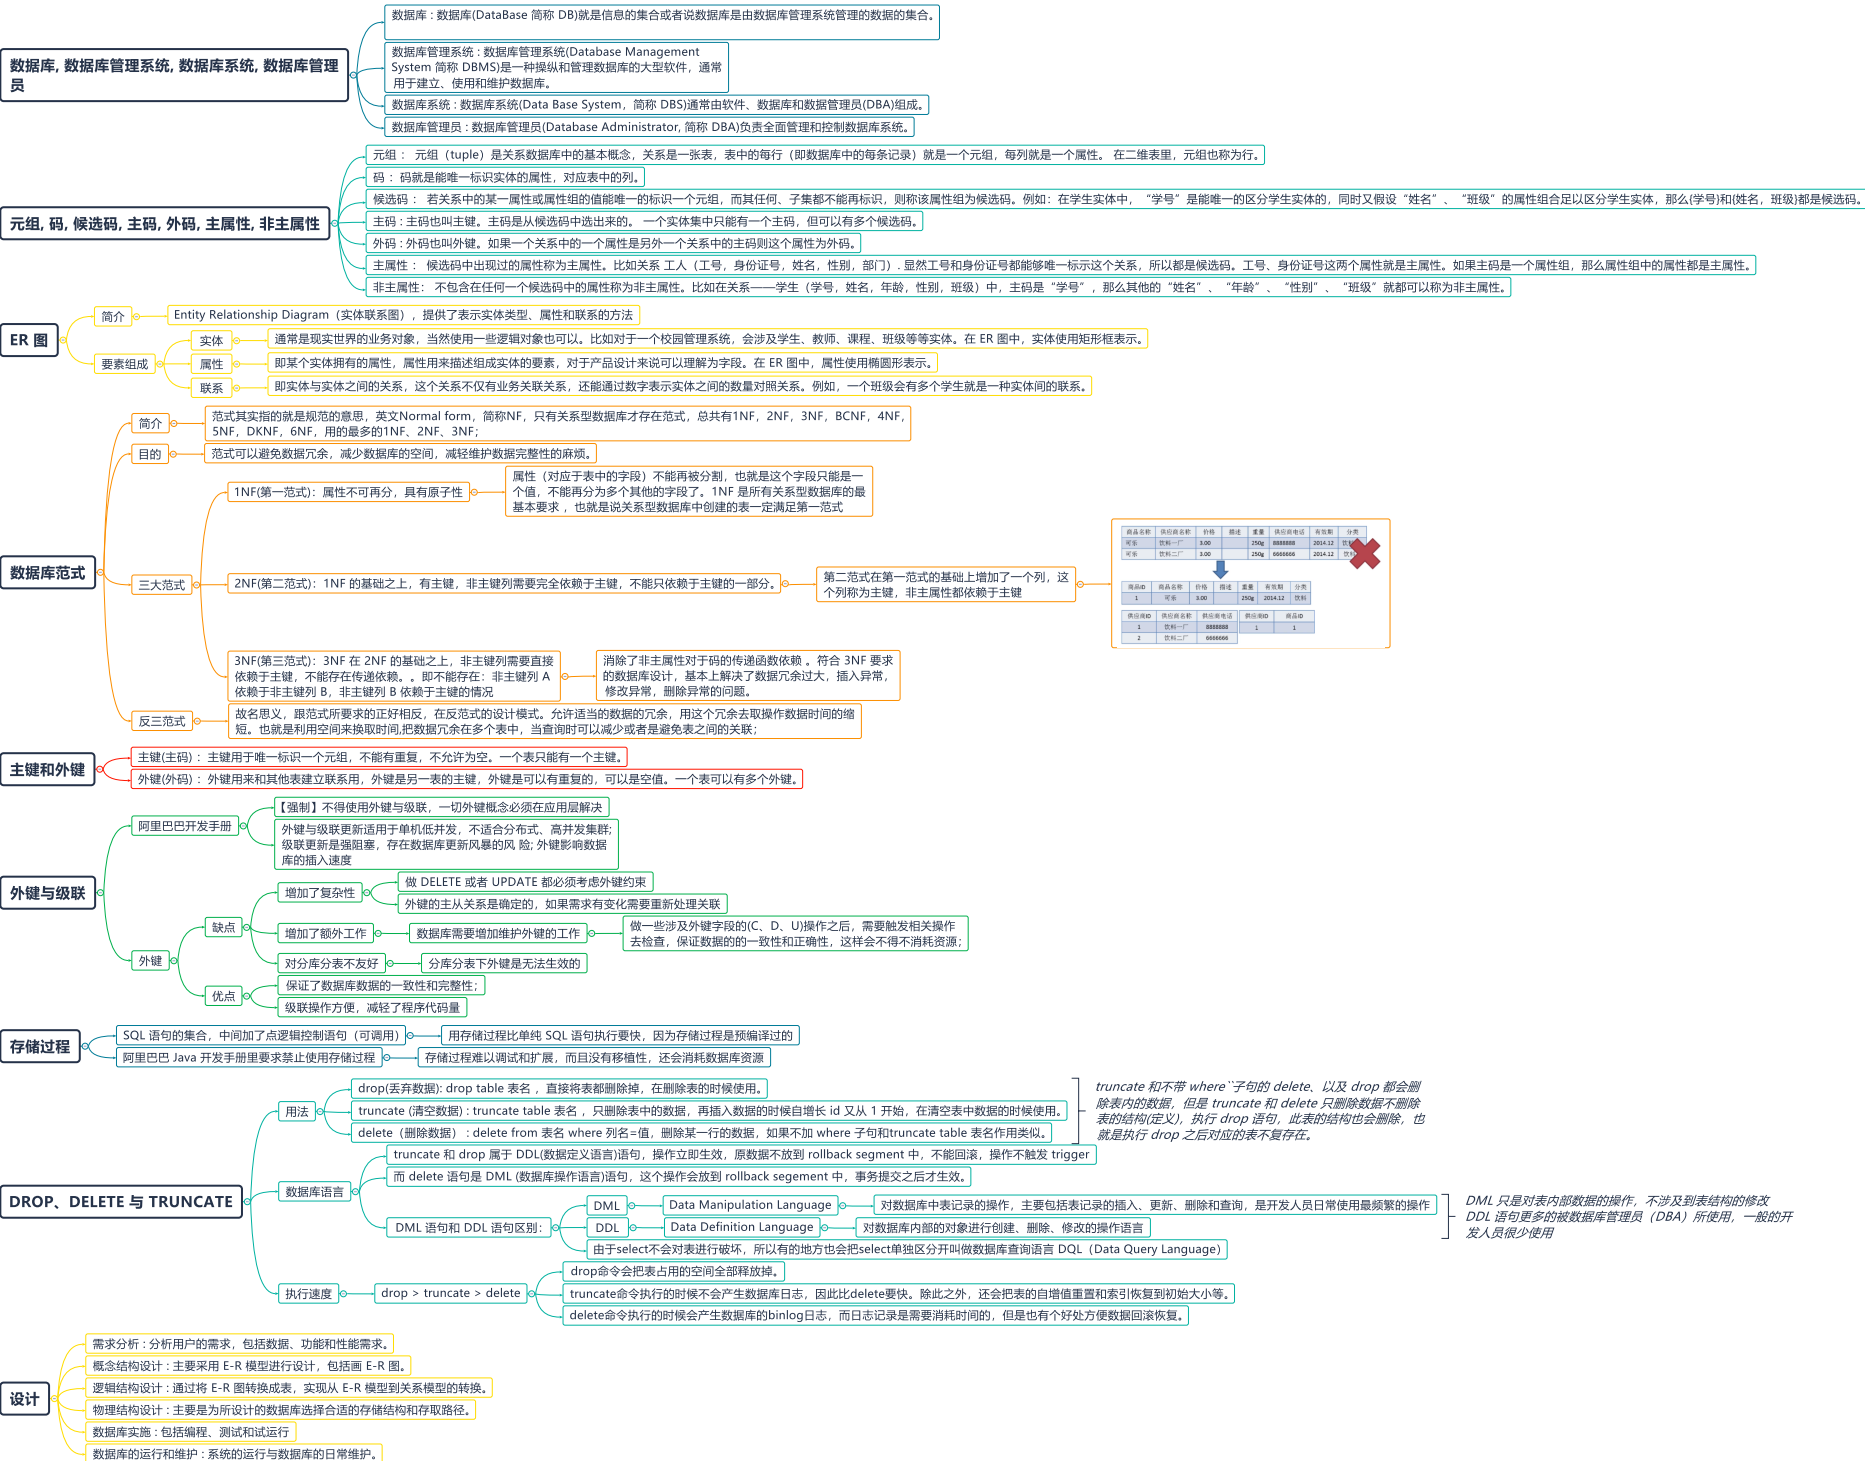 数据库, 数据库管理系统, 数据库系统, 数据库管理
员
数据库 : 数据库(DataBase 简称 DB)就是信息的集合或者说数据库是由数据库管理系统管理的数据的集合。
数据库管理系统 : 数据库管理系统(Database Management
System 简称 DBMS)是一种操纵和管理数据库的大型软件，通常
用于建立、使用和维护数据库。
数据库系统 : 数据库系统(Data Base System，简称 DBS)通常由软件、数据库和数据管理员(DBA)组成。
数据库管理员 : 数据库管理员(Database Administrator, 简称 DBA)负责全面管理和控制数据库系统。
元组, 码, 候选码, 主码, 外码, 主属性, 非主属性
元组 ： 元组（tuple）是关系数据库中的基本概念，关系是一张表，表中的每行（即数据库中的每条记录）就是一个元组，每列就是一个属性。 在二维表里，元组也称为行。
码 ：码就是能唯一标识实体的属性，对应表中的列。
候选码 ： 若关系中的某一属性或属性组的值能唯一的标识一个元组，而其任何、子集都不能再标识，则称该属性组为候选码。例如：在学生实体中，“学号”是能唯一的区分学生实体的，同时又假设“姓名”、“班级”的属性组合足以区分学生实体，那么{学号}和{姓名，班级}都是候选码。
主码 : 主码也叫主键。主码是从候选码中选出来的。 一个实体集中只能有一个主码，但可以有多个候选码。
外码 : 外码也叫外键。如果一个关系中的一个属性是另外一个关系中的主码则这个属性为外码。
主属性 ： 候选码中出现过的属性称为主属性。比如关系 工人（工号，身份证号，姓名，性别，部门）. 显然工号和身份证号都能够唯一标示这个关系，所以都是候选码。工号、身份证号这两个属性就是主属性。如果主码是一个属性组，那么属性组中的属性都是主属性。
非主属性： 不包含在任何一个候选码中的属性称为非主属性。比如在关系——学生（学号，姓名，年龄，性别，班级）中，主码是“学号”，那么其他的“姓名”、“年龄”、“性别”、“班级”就都可以称为非主属性。
ER 图
简介
Entity Relationship Diagram（实体联系图），提供了表示实体类型、属性和联系的方法
要素组成
实体
通常是现实世界的业务对象，当然使用一些逻辑对象也可以。比如对于一个校园管理系统，会涉及学生、教师、课程、班级等等实体。在 ER 图中，实体使用矩形框表示。
属性
即某个实体拥有的属性，属性用来描述组成实体的要素，对于产品设计来说可以理解为字段。在 ER 图中，属性使用椭圆形表示。
联系
即实体与实体之间的关系，这个关系不仅有业务关联关系，还能通过数字表示实体之间的数量对照关系。例如，一个班级会有多个学生就是一种实体间的联系。
数据库范式
简介
范式其实指的就是规范的意思，英文Normal form，简称NF，只有关系型数据库才存在范式，总共有1NF，2NF，3NF，BCNF，4NF，
5NF，DKNF，6NF，用的最多的1NF、2NF、3NF；
目的
范式可以避免数据冗余，减少数据库的空间，减轻维护数据完整性的麻烦。
三大范式
1NF(第一范式)：属性不可再分，具有原子性
属性（对应于表中的字段）不能再被分割，也就是这个字段只能是一
个值，不能再分为多个其他的字段了。1NF 是所有关系型数据库的最
基本要求 ，也就是说关系型数据库中创建的表一定满足第一范式
2NF(第二范式)：1NF 的基础之上，有主键，非主键列需要完全依赖于主键，不能只依赖于主键的一部分。
第二范式在第一范式的基础上增加了一个列，这
个列称为主键，非主属性都依赖于主键
商品名称 供应商名称 价格 描述 重量 供应商电话 有效期 分类
可乐 饮料一厂 3.00 250g 8888888 2014.12 饮料
可乐 饮料二厂 3.00 250g 6666666 2014.12 饮料
商品ID 商品名称 价格 描述 重量 有效期 分类
1 可乐 3.00 250g 2014.12 饮料
供应商ID 供应商名称 供应商电话 供应商ID 商品ID
1 饮料一厂 8888888 1 1
2 饮料二厂 6666666
3NF(第三范式)：3NF 在 2NF 的基础之上，非主键列需要直接
依赖于主键，不能存在传递依赖。。即不能存在：非主键列 A
依赖于非主键列 B，非主键列 B 依赖于主键的情况
消除了非主属性对于码的传递函数依赖 。符合 3NF 要求
的数据库设计，基本上解决了数据冗余过大，插入异常，
修改异常，删除异常的问题。
反三范式
故名思义，跟范式所要求的正好相反，在反范式的设计模式。允许适当的数据的冗余，用这个冗余去取操作数据时间的缩
短。也就是利用空间来换取时间,把数据冗余在多个表中，当查询时可以减少或者是避免表之间的关联；
主键和外键
主键(主码) ：主键用于唯一标识一个元组，不能有重复，不允许为空。一个表只能有一个主键。
外键(外码) ：外键用来和其他表建立联系用，外键是另一表的主键，外键是可以有重复的，可以是空值。一个表可以有多个外键。
外键与级联
阿里巴巴开发手册
【强制】不得使用外键与级联，一切外键概念必须在应用层解决
外键与级联更新适用于单机低并发，不适合分布式、高并发集群;
级联更新是强阻塞，存在数据库更新风暴的风 险; 外键影响数据
库的插入速度
外键
缺点
增加了复杂性
做 DELETE 或者 UPDATE 都必须考虑外键约束
外键的主从关系是确定的，如果需求有变化需要重新处理关联
增加了额外工作
数据库需要增加维护外键的工作
做一些涉及外键字段的(C、D、U)操作之后，需要触发相关操作
去检查，保证数据的的一致性和正确性，这样会不得不消耗资源；
对分库分表不友好
分库分表下外键是无法生效的
优点
保证了数据库数据的一致性和完整性；
级联操作方便，减轻了程序代码量
存储过程
SQL 语句的集合，中间加了点逻辑控制语句（可调用）
用存储过程比单纯 SQL 语句执行要快，因为存储过程是预编译过的
阿里巴巴 Java 开发手册里要求禁止使用存储过程
存储过程难以调试和扩展，而且没有移植性，还会消耗数据库资源
DROP、DELETE 与 TRUNCATE
用法
drop(丢弃数据): drop table 表名 ，直接将表都删除掉，在删除表的时候使用。
truncate (清空数据) : truncate table 表名 ，只删除表中的数据，再插入数据的时候自增长 id 又从 1 开始，在清空表中数据的时候使用。
delete（删除数据） : delete from 表名 where 列名=值，删除某一行的数据，如果不加 where 子句和truncate table 表名作用类似。
truncate 和不带 where``子句的 delete、以及 drop 都会删
除表内的数据，但是 truncate 和 delete 只删除数据不删除
表的结构(定义)，执行 drop 语句，此表的结构也会删除，也
就是执行 drop 之后对应的表不复存在。
数据库语言
truncate 和 drop 属于 DDL(数据定义语言)语句，操作立即生效，原数据不放到 rollback segment 中，不能回滚，操作不触发 trigger
而 delete 语句是 DML (数据库操作语言)语句，这个操作会放到 rollback segement 中，事务提交之后才生效。
DML 语句和 DDL 语句区别：
DML
Data Manipulation Language
对数据库中表记录的操作，主要包括表记录的插入、更新、删除和查询，是开发人员日常使用最频繁的操作
DDL
Data Definition Language
对数据库内部的对象进行创建、删除、修改的操作语言
由于select不会对表进行破坏，所以有的地方也会把select单独区分开叫做数据库查询语言 DQL（Data Query Language）
DML 只是对表内部数据的操作，不涉及到表结构的修改
DDL 语句更多的被数据库管理员（DBA）所使用，一般的开
发人员很少使用
执行速度
drop > truncate > delete
drop命令会把表占用的空间全部释放掉。
truncate命令执行的时候不会产生数据库日志，因此比delete要快。除此之外，还会把表的自增值重置和索引恢复到初始大小等。
delete命令执行的时候会产生数据库的binlog日志，而日志记录是需要消耗时间的，但是也有个好处方便数据回滚恢复。
设计
需求分析 : 分析用户的需求，包括数据、功能和性能需求。
概念结构设计 : 主要采用 E-R 模型进行设计，包括画 E-R 图。
逻辑结构设计 : 通过将 E-R 图转换成表，实现从 E-R 模型到关系模型的转换。
物理结构设计 : 主要是为所设计的数据库选择合适的存储结构和存取路径。
数据库实施 : 包括编程、测试和试运行
数据库的运行和维护 : 系统的运行与数据库的日常维护。